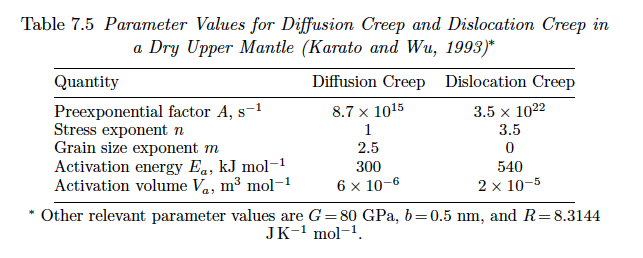 Table 7.5 Parameter Values for Diffusion Creep and Dislocation Creep in
a Dry Upper Mantle (Karato and Wu, 1993)*
Quantity Diffusion Creep Dislocation Creep
Preexponential factor A, s⁻¹ 8.7 × 10¹⁵ 3.5 × 10²²
Stress exponent n 1 3.5
Grain size exponent m 2.5 0
Activation energy Eₐ, kJ mol⁻¹ 300 540
Activation volume Vₐ, m³ mol⁻¹ 6 × 10⁻⁶ 2 × 10⁻⁵
* Other relevant parameter values are G = 80 GPa, b = 0.5 nm, and R = 8.3144
J K⁻¹ mol⁻¹.